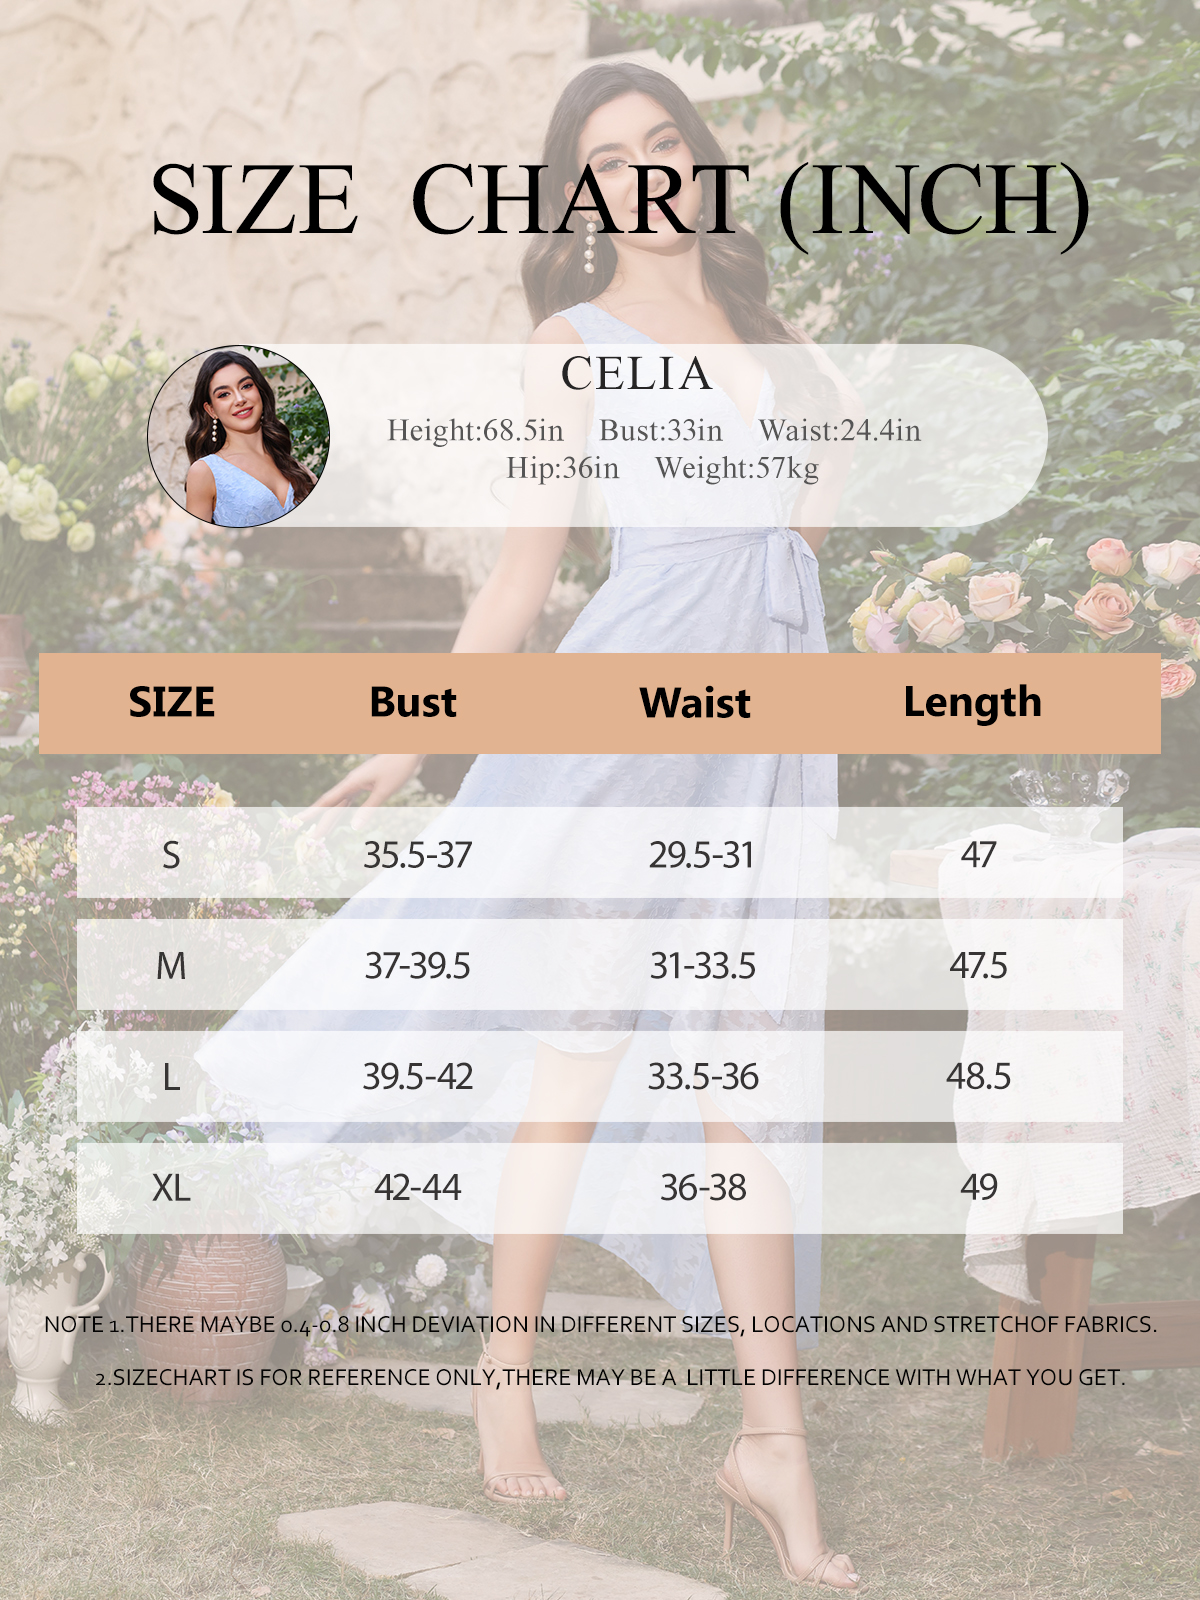 SIZE CHART (INCH)
CELIA
Height:68.5in Bust:33in Waist:24.4in
Hip:36in Weight:57kg
SIZE Bust Waist Length
S 35.5-37 29.5-31 47
M 37-39.5 31-33.5 47.5
L 39.5-42 33.5-36 48.5
XL 42-44 36-38 49
NOTE 1.THERE MAYBE 0.4-0.8 INCH DEVIATION IN DIFFERENT SIZES, LOCATIONS AND STRETCHOF FABRICS.
2.SIZECHART IS FOR REFERENCE ONLY,THERE MAY BE A LITTLE DIFFERENCE WITH WHAT YOU GET.